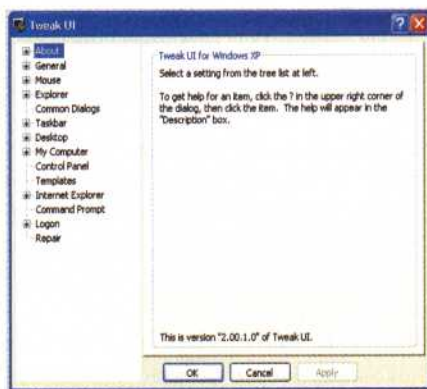 Tweak UI
About
General
Mouse
Explorer
Common Dialogs
Taskbar
Desktop
My Computer
Control Panel
Templates
Internet Explorer
Command Prompt
Logon
Repair
Tweak UI for Windows XP
Select a setting from the tree list at left.
To get help for an item, click the ? in the upper right corner of
the dialog, then click the item. The help will appear in the
"Description" box.
This is version "2.00.1.0" of Tweak UI.
OK
Cancel
Apply